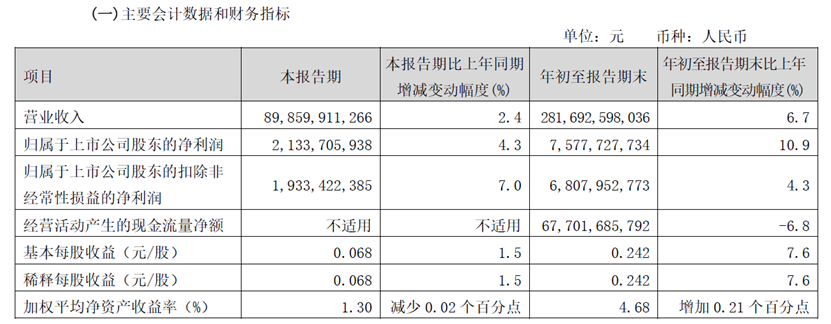 (一)主要会计数据和财务指标
单位：元 币种：人民币
项目 本报告期 本报告期比上年同期增减变动幅度(%) 年初至报告期末 年初至报告期末比上年同期增减变动幅度(%)
营业收入 89,859,911,266 2.4 281,692,598,036 6.7
归属于上市公司股东的净利润 2,133,705,938 4.3 7,577,727,734 10.9
归属于上市公司股东的扣除非经常性损益的净利润 1,933,422,385 7.0 6,807,952,773 4.3
经营活动产生的现金流量净额 不适用 不适用 67,701,685,792 -6.8
基本每股收益（元/股） 0.068 1.5 0.242 7.6
稀释每股收益（元/股） 0.068 1.5 0.242 7.6
加权平均净资产收益率（%） 1.30 减少 0.02 个百分点 4.68 增加 0.21 个百分点